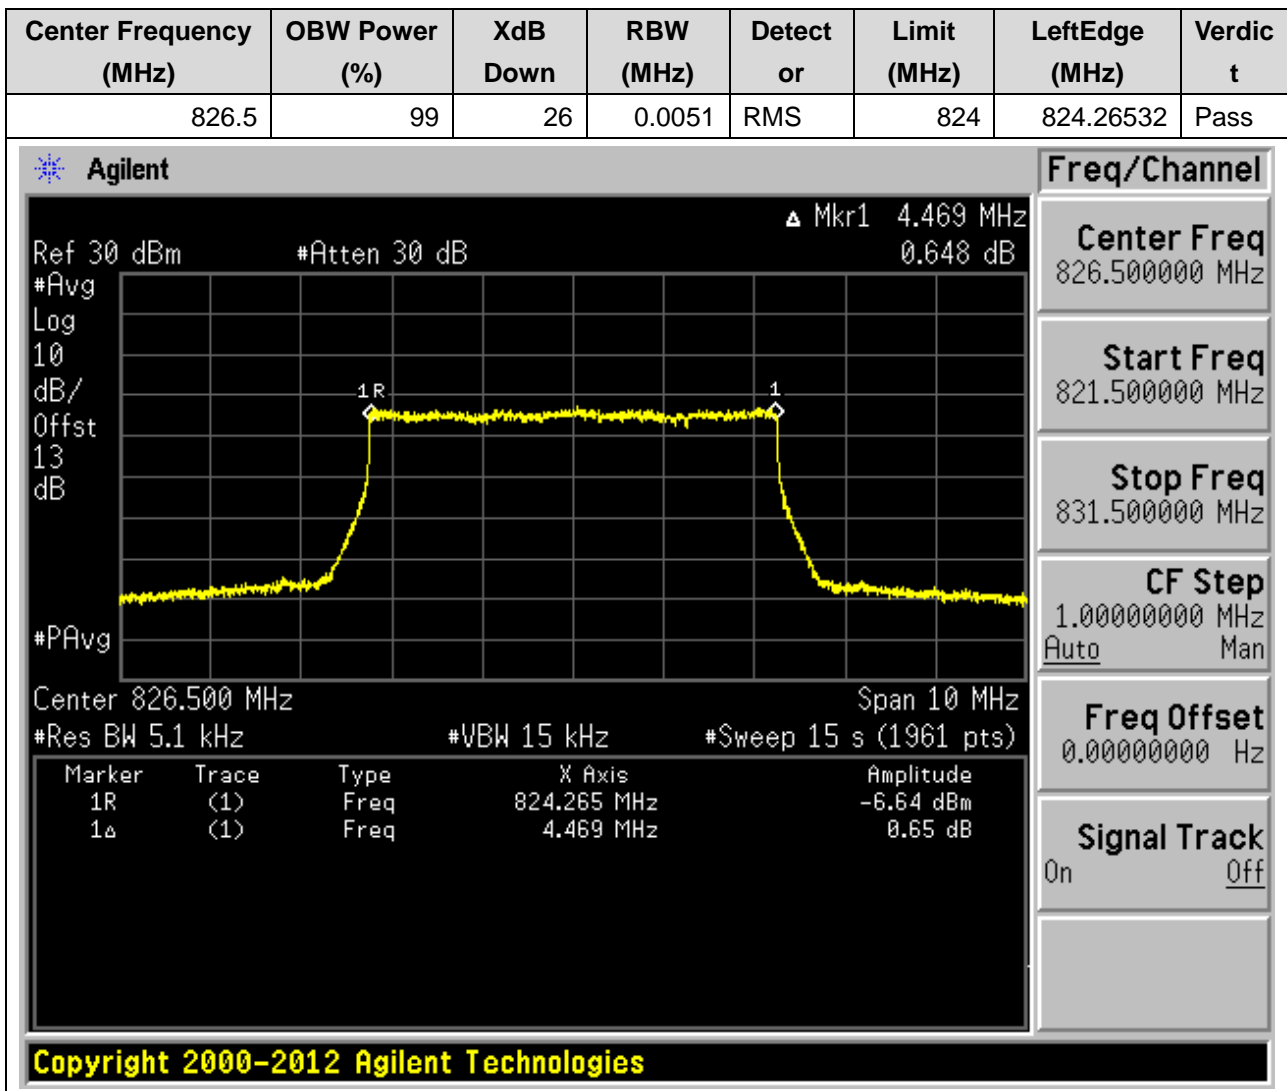 Center Frequency (MHz) OBW Power (%) XdB Down RBW (MHz) Detect or Limit (MHz) LeftEdge (MHz) Verdic t
826.5 99 26 0.0051 RMS 824 824.26532 Pass
Agilent
Freq/Channel
Δ Mkr1 4.469 MHz
Ref 30 dBm #Atten 30 dB 0.648 dB
#Avg
Log
10
dB/
Offst
13
dB
1R
1
#PAvg
Center 826.500 MHz Span 10 MHz
#Res BW 5.1 kHz #VBW 15 kHz #Sweep 15 s (1961 pts)
Marker Trace Type X Axis Amplitude
1R (1) Freq 824.265 MHz -6.64 dBm
1Δ (1) Freq 4.469 MHz 0.65 dB
Center Freq
826.500000 MHz
Start Freq
821.500000 MHz
Stop Freq
831.500000 MHz
CF Step
1.00000000 MHz
Auto Man
Freq Offset
0.00000000 Hz
Signal Track
On Off
Copyright 2000-2012 Agilent Technologies